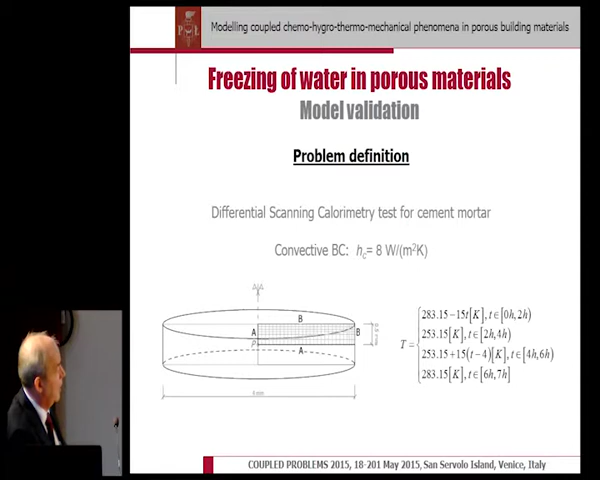 Modelling coupled chemo-hygro-thermo-mechanical phenomena in porous building materials
P Ł
Freezing of water in porous materials
Model validation
Problem definition
Differential Scanning Calorimetry test for cement mortar
Convective BC: hc= 8 W/(m²K)
B
A
B
P
A
6 mm
T = { 283.15−15t[K], t∈[0h,2h)
253.15[K], t∈[2h,4h)
253.15+15(t−4)[K], t∈[4h,6h)
283.15[K], t∈[6h,7h]
COUPLED PROBLEMS 2015, 18-201 May 2015, San Servolo Island, Venice, Italy